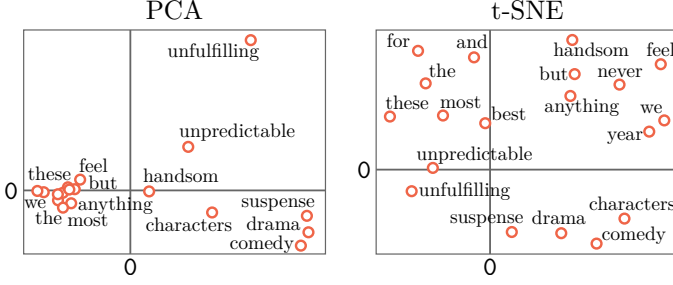 PCA
unfulfilling
unpredictable
these
feel
but
handsom
we
anything
the
most
characters
suspense
drama
comedy
0
0
t-SNE
for
and
handsom
feel
the
but
never
these
most
best
anything
we
year
unpredictable
unfulfilling
suspense
drama
characters
comedy
0
0